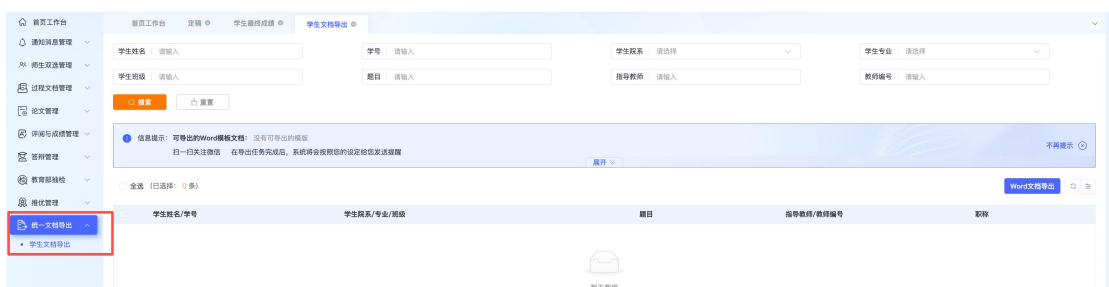 首页工作台
首页工作台 定稿 学生最终成绩 学生文档导出
通知消息管理
师生双选管理
过程文档管理
论文管理
评阅与成绩管理
答辩管理
教育部抽检
推优管理
统一文档导出
学生文档导出
学生姓名 请输入 学号 请输入 学生院系 请选择 学生专业 请选择
学生班级 请输入 题目 请输入 指导教师 请输入 教师编号 请输入
搜索 重置
信息提示: 可导出的Word模板文档: 没有可导出的模版
扫一扫关注微信 在导出任务完成后，系统将会按照您的设定给您发送提醒
不再提示
展开
全选 (已选择: 0 条)
Word文档导出
学生姓名/学号 学生院系/专业/班级 题目 指导教师/教师编号 职称